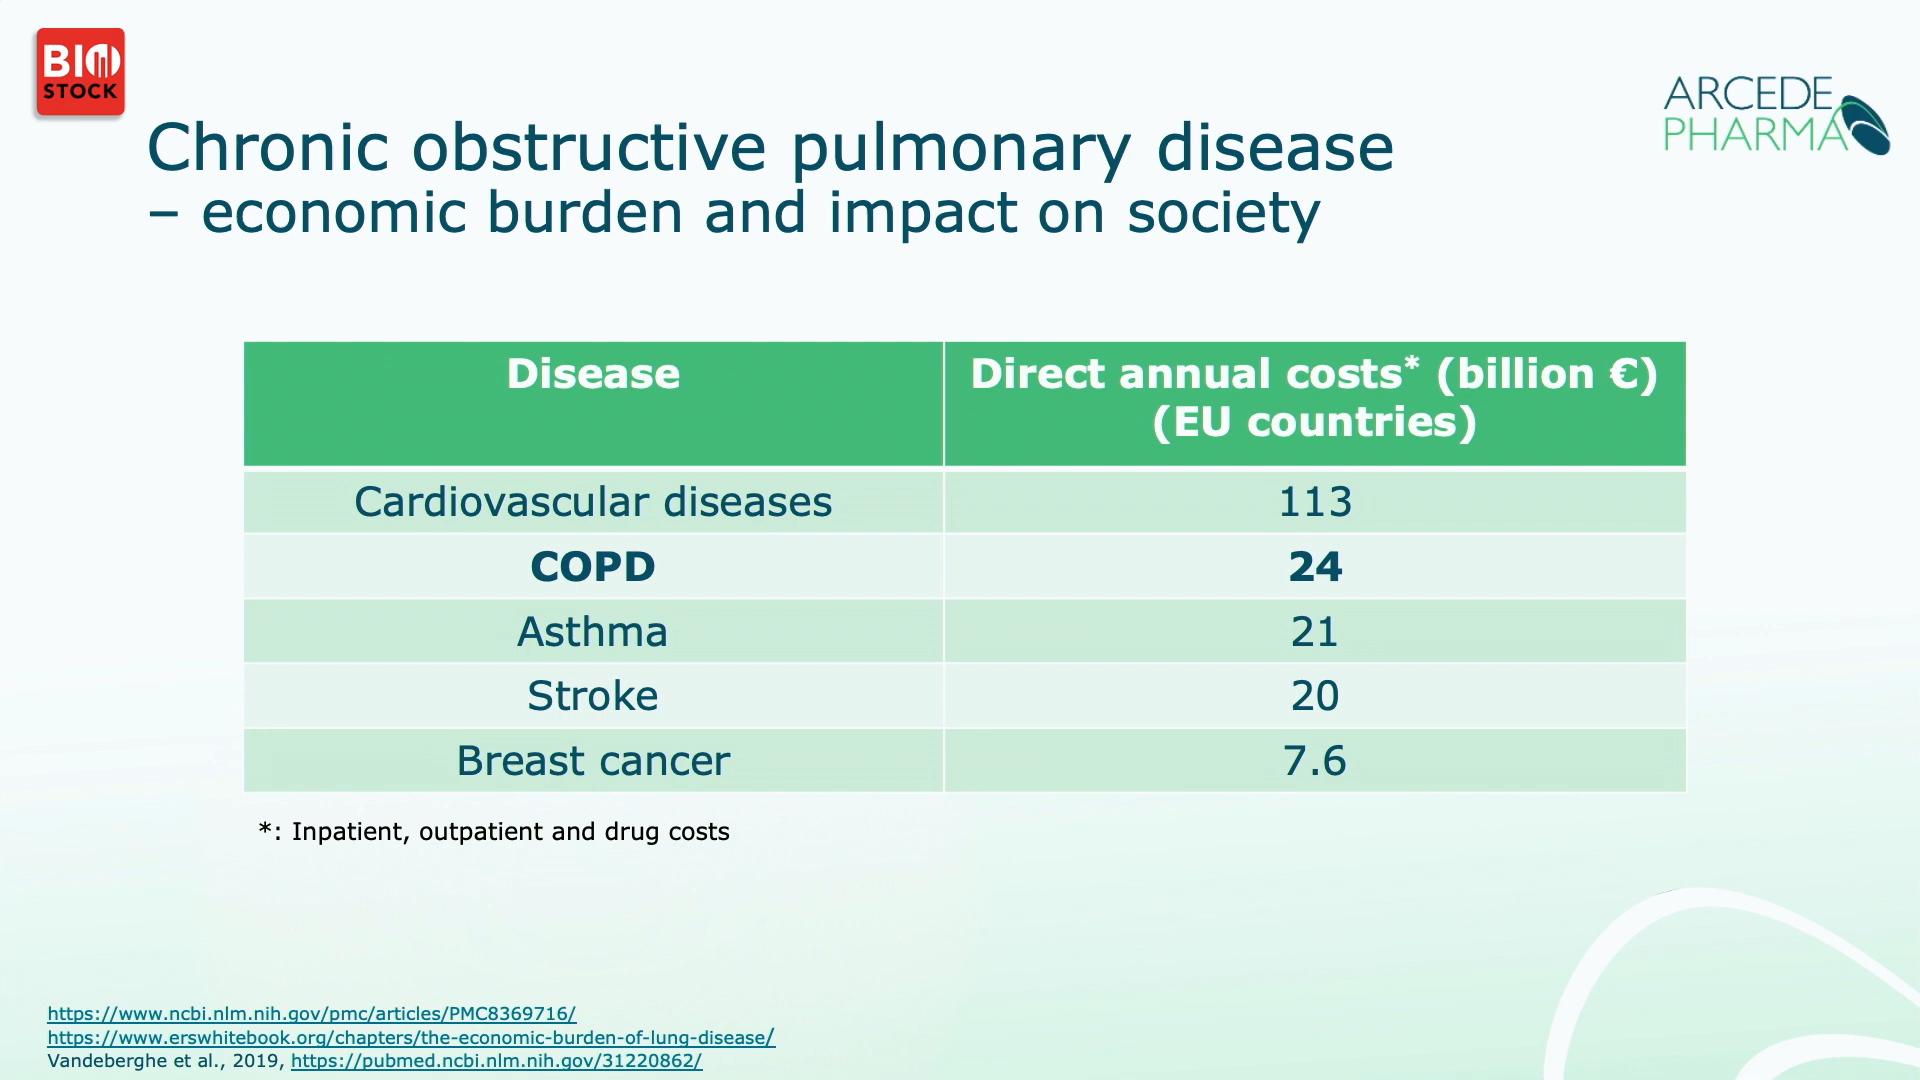 BIO
STOCK
ARCEDE
PHARMA
Chronic obstructive pulmonary disease
– economic burden and impact on society
Disease
Direct annual costs* (billion €)
(EU countries)
Cardiovascular diseases 113
COPD 24
Asthma 21
Stroke 20
Breast cancer 7.6
*: Inpatient, outpatient and drug costs
https://www.ncbi.nlm.nih.gov/pmc/articles/PMC8369716/
https://www.erswhitebook.org/chapters/the-economic-burden-of-lung-disease/
Vandeberghe et al., 2019, https://pubmed.ncbi.nlm.nih.gov/31220862/